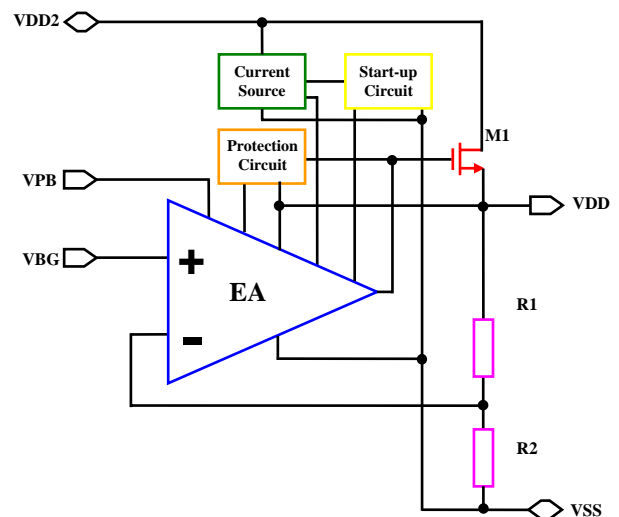 VDD2
Current
Source
Start-up
Circuit
M1
Protection
Circuit
VPB
VDD
VBG
+
EA
-
R1
R2
VSS